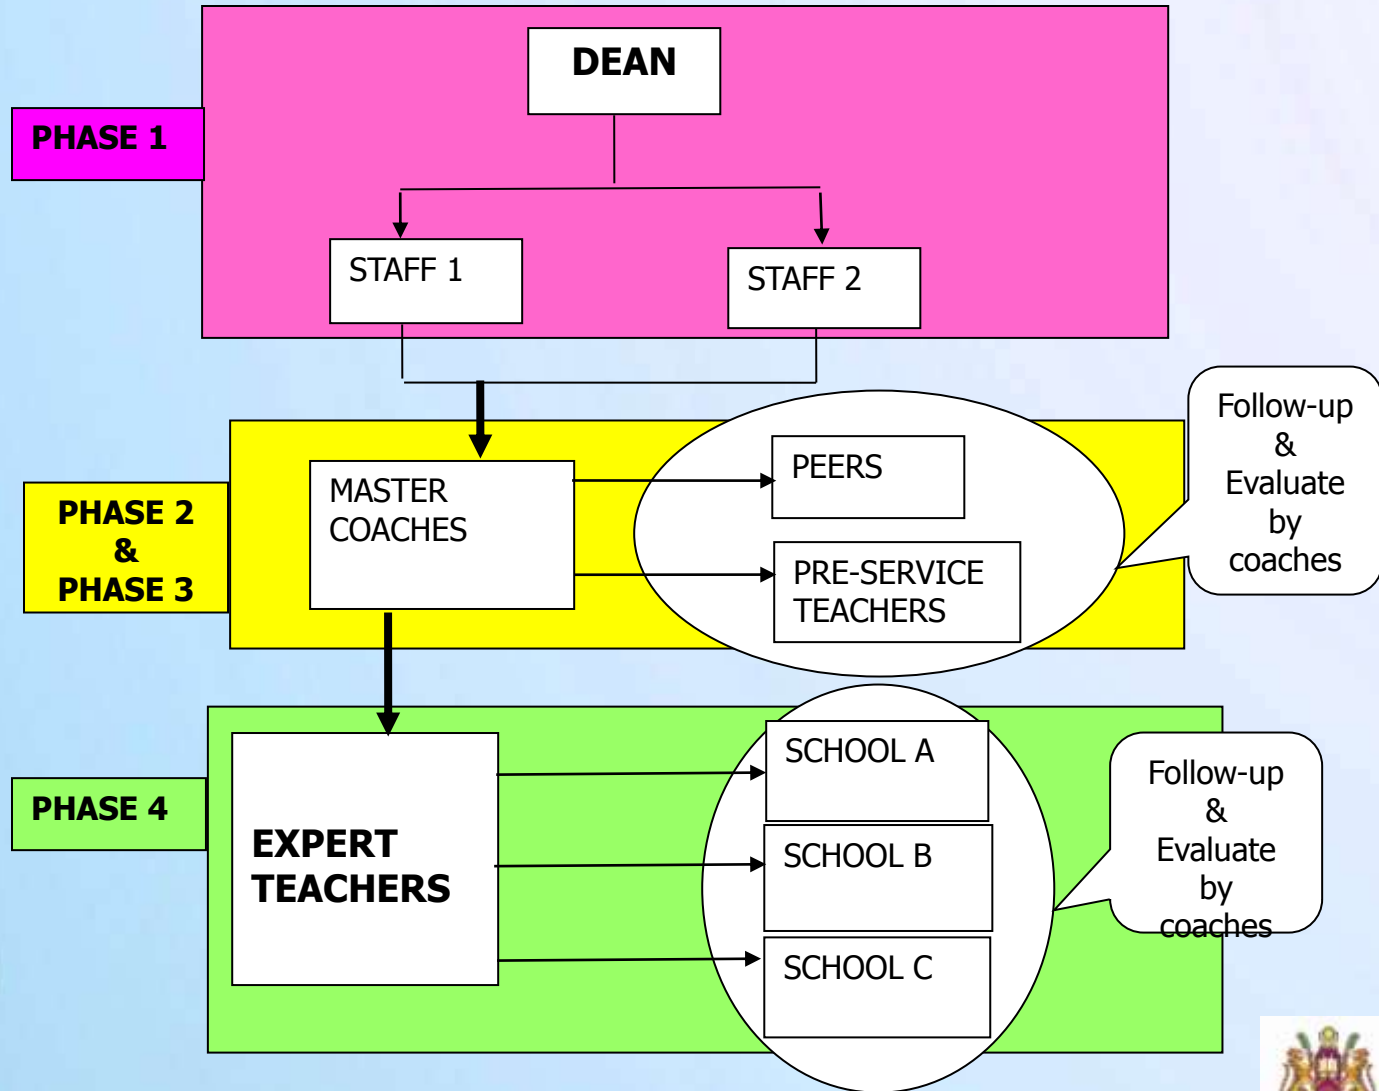 DEAN
PHASE 1
STAFF 1
STAFF 2
PHASE 2
&
PHASE 3
MASTER
COACHES
PEERS
PRE-SERVICE
TEACHERS
Follow-up
&
Evaluate
by
coaches
PHASE 4
EXPERT
TEACHERS
SCHOOL A
SCHOOL B
SCHOOL C
Follow-up
&
Evaluate
by
coaches